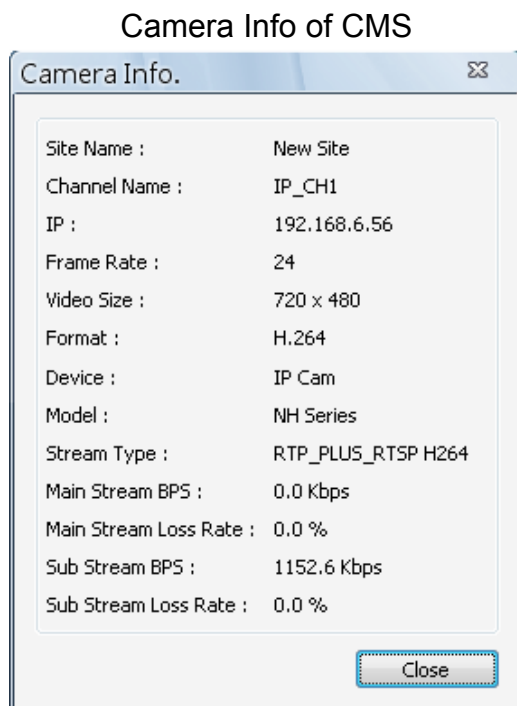 Camera Info of CMS
Camera Info.
Site Name : New Site
Channel Name : IP_CH1
IP : 192.168.6.56
Frame Rate : 24
Video Size : 720 x 480
Format : H.264
Device : IP Cam
Model : NH Series
Stream Type : RTP_PLUS_RTSP H264
Main Stream BPS : 0.0 Kbps
Main Stream Loss Rate : 0.0 %
Sub Stream BPS : 1152.6 Kbps
Sub Stream Loss Rate : 0.0 %
Close